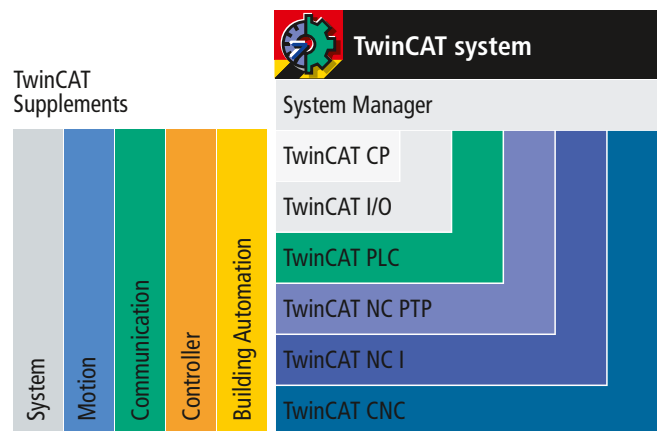 TwinCAT system
TwinCAT
Supplements
System Manager
TwinCAT CP
TwinCAT I/O
TwinCAT PLC
TwinCAT NC PTP
TwinCAT NC I
TwinCAT CNC
System
Motion
Communication
Controller
Building Automation